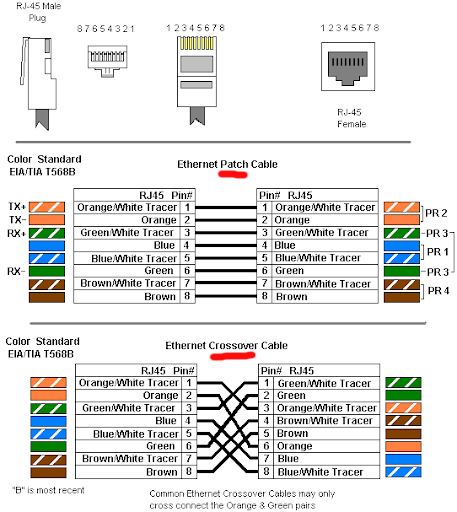 RJ-45 Male
Plug
8 7 6 5 4 3 2 1
1 2 3 4 5 6 7 8
1 2 3 4 5 6 7 8
RJ-45
Female
Color Standard
EIA/TIA T568B
Ethernet Patch Cable
RJ45 Pin# Pin# RJ45
TX+ Orange/White Tracer 1 1 Orange/White Tracer
TX- Orange 2 2 Orange PR 2
RX+ Green/White Tracer 3 3 Green/White Tracer PR 3
Blue 4 4 Blue PR 1
Blue/White Tracer 5 5 Blue/White Tracer
RX- Green 6 6 Green PR 3
Brown/White Tracer 7 7 Brown/White Tracer PR 4
Brown 8 8 Brown
Color Standard
EIA/TIA T568B
Ethernet Crossover Cable
RJ45 Pin# Pin# RJ45
Orange/White Tracer 1 1 Green/White Tracer
Orange 2 2 Green
Green/White Tracer 3 3 Orange/White Tracer
Blue 4 4 Brown/White Tracer
Blue/White Tracer 5 5 Brown
Green 6 6 Orange
Brown/White Tracer 7 7 Blue
Brown 8 8 Blue/White Tracer
"B" is most recent
Common Ethernet Crossover Cables may only
cross connect the Orange & Green pairs